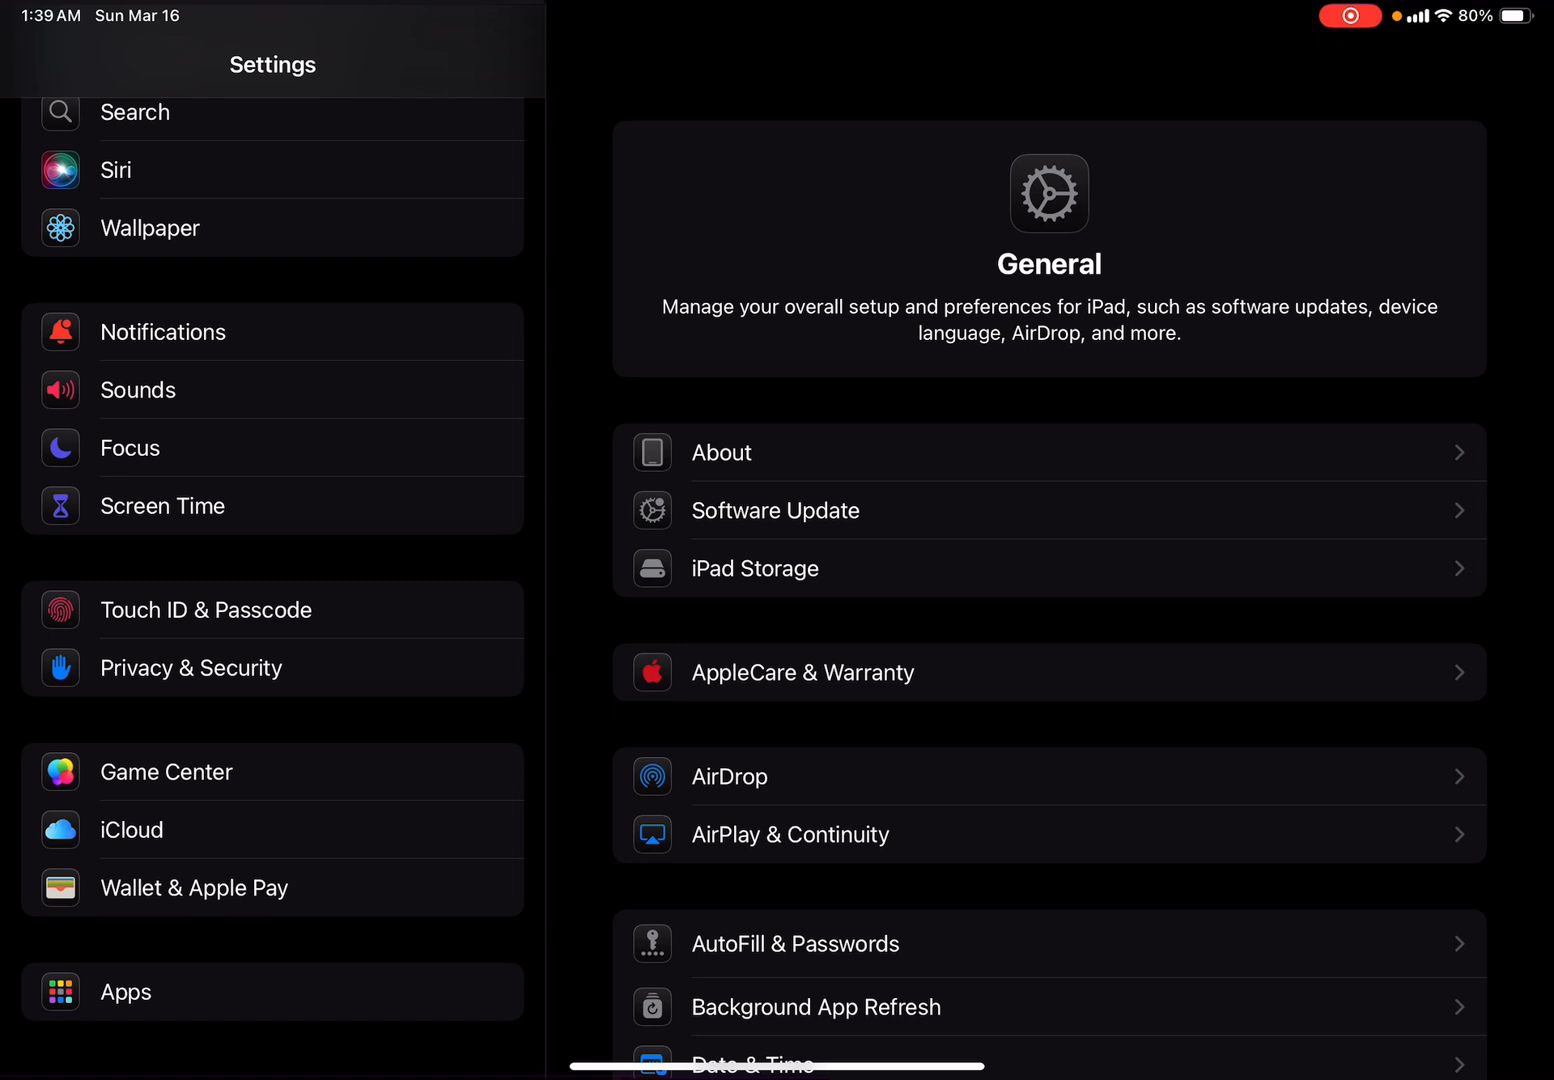 1:39 AM Sun Mar 16
80%
Settings
Search
Siri
Wallpaper
Notifications
Sounds
Focus
Screen Time
Touch ID & Passcode
Privacy & Security
Game Center
iCloud
Wallet & Apple Pay
Apps
General
Manage your overall setup and preferences for iPad, such as software updates, device
language, AirDrop, and more.
About
Software Update
iPad Storage
AppleCare & Warranty
AirDrop
AirPlay & Continuity
AutoFill & Passwords
Background App Refresh
Date & Time